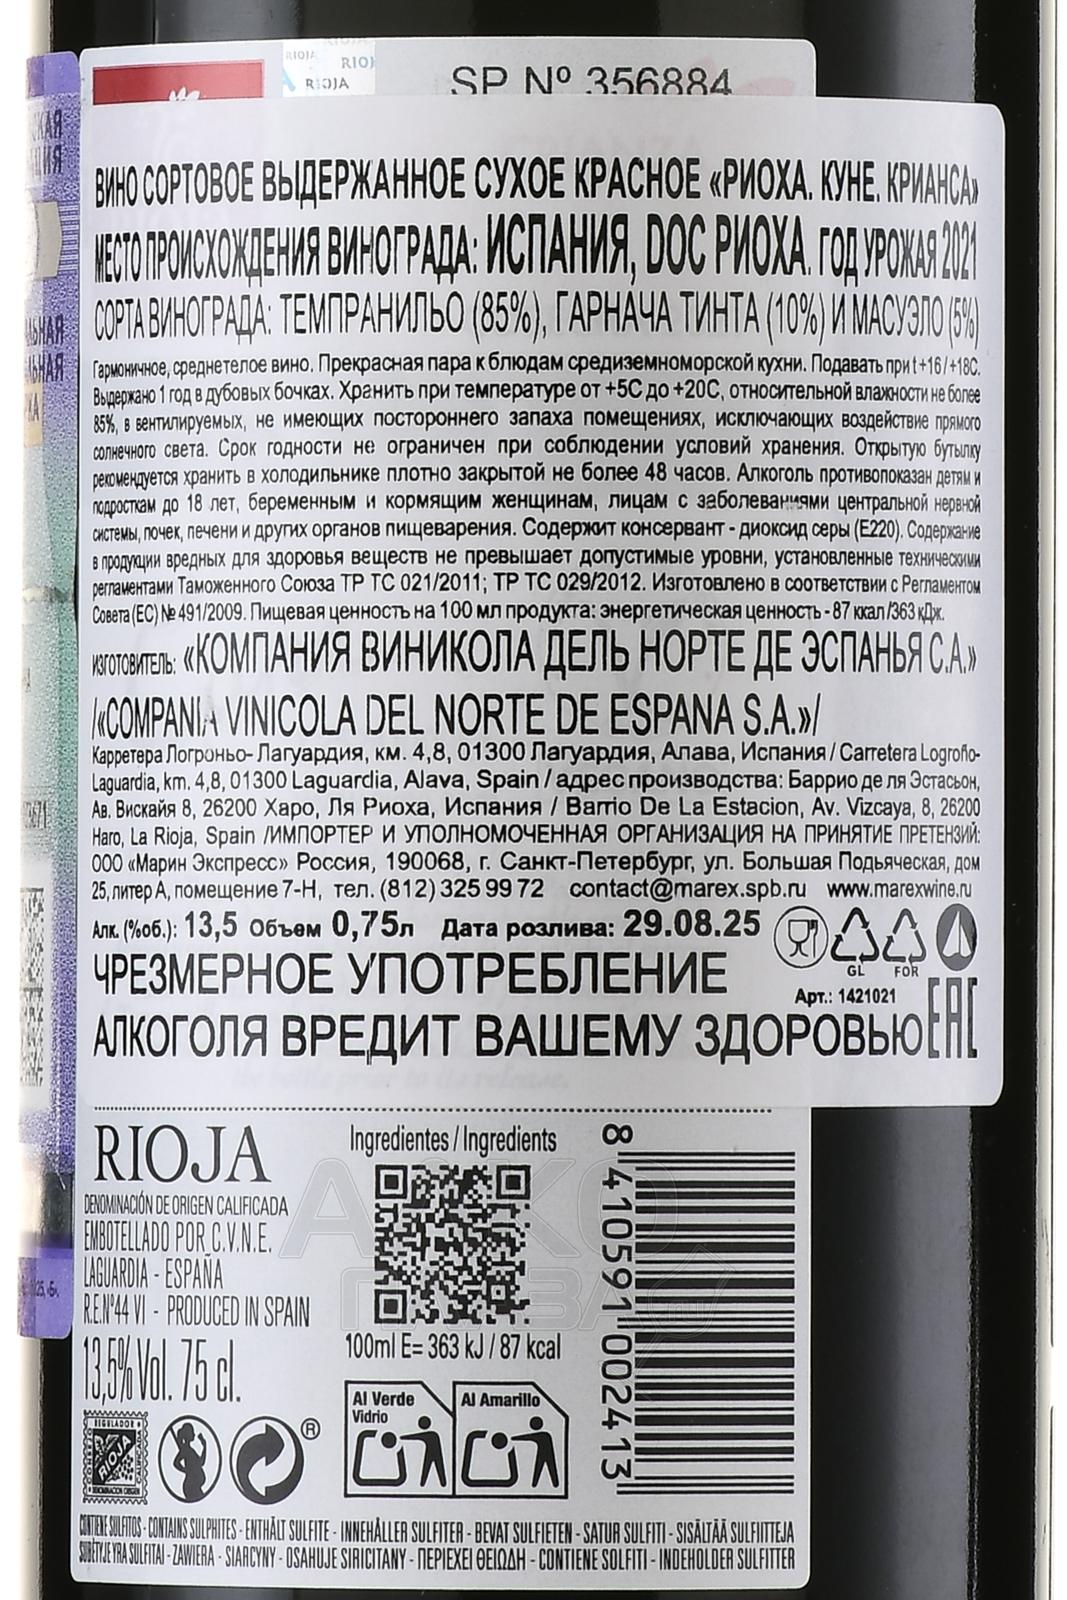 RIOJA
RIOJA
RIOJA
SP Nº 356884
ВИНО СОРТОВОЕ ВЫДЕРЖАННОЕ СУХОЕ КРАСНОЕ «РИОХА. КУНЕ. КРИАНСА»
МЕСТО ПРОИСХОЖДЕНИЯ ВИНОГРАДА: ИСПАНИЯ, DOC РИОХА. ГОД УРОЖАЯ 2021
СОРТА ВИНОГРАДА: ТЕМПРАНИЛЬО (85%), ГАРНАЧА ТИНТА (10%) И МАСУЭЛО (5%)
Гармоничное, среднетелое вино. Прекрасная пара к блюдам средиземноморской кухни. Подавать при t +16 / +18С.
Выдержано 1 год в дубовых бочках. Хранить при температуре от +5С до +20С, относительной влажности не более
85%, в вентилируемых, не имеющих постороннего запаха помещениях, исключающих воздействие прямого
солнечного света. Срок годности не ограничен при соблюдении условий хранения. Открытую бутылку
рекомендуется хранить в холодильнике плотно закрытой не более 48 часов. Алкоголь противопоказан детям и
подросткам до 18 лет, беременным и кормящим женщинам, лицам с заболеваниями центральной нервной
системы, почек, печени и других органов пищеварения. Содержит консервант - диоксид серы (Е220). Содержание
в продукции вредных для здоровья веществ не превышает допустимые уровни, установленные техническими
регламентами Таможенного Союза ТР ТС 021/2011; ТР ТС 029/2012. Изготовлено в соответствии с Регламентом
Совета (ЕС) № 491/2009. Пищевая ценность на 100 мл продукта: энергетическая ценность - 87 ккал/363 кДж.
ИЗГОТОВИТЕЛЬ: «КОМПАНИЯ ВИНИКОЛА ДЕЛЬ НОРТЕ ДЕ ЭСПАНЬЯ С.А.»
/«COMPANIA VINICOLA DEL NORTE DE ESPANA S.A.»/
Карретера Логроньо- Лагуардия, км. 4,8, 01300 Лагуардия, Алава, Испания / Carretera Logroño-
Laguardia, km. 4,8, 01300 Laguardia, Alava, Spain / адрес производства: Баррио де ля Эстасьон,
Ав. Вискайя 8, 26200 Харо, Ля Риоха, Испания / Barrio De La Estacion, Av. Vizcaya, 8, 26200
Haro, La Rioja, Spain /ИМПОРТЕР И УПОЛНОМОЧЕННАЯ ОРГАНИЗАЦИЯ НА ПРИНЯТИЕ ПРЕТЕНЗИЙ:
ООО «Марин Экспресс» Россия, 190068, г. Санкт-Петербург, ул. Большая Подьяческая, дом
25, литер А, помещение 7-Н, тел. (812) 325 99 72 contact@marex.spb.ru www.marexwine.ru
Алк. (%об.): 13,5 Объем 0,75л Дата розлива: 29.08.25
GL FOR
Арт.: 1421021
ЧРЕЗМЕРНОЕ УПОТРЕБЛЕНИЕ
АЛКОГОЛЯ ВРЕДИТ ВАШЕМУ ЗДОРОВЬЮ EAC
RIOJA
DENOMINACIÓN DE ORIGEN CALIFICADA
EMBOTELLADO POR C.V.N.E.
LAGUARDIA - ESPAÑA
R.E.Nº44 VI - PRODUCED IN SPAIN
13,5% Vol. 75 cl.
Ingredientes / Ingredients
100ml E= 363 kJ / 87 kcal
Al Verde
Vidrio
Al Amarillo
8 410591 002413
REGULADOR
RIOJA
CALIFICADA
DENOMINACION ORIGEN
®
CONTIENE SULFITOS - CONTAINS SULPHITES - ENTHÄLT SULFITE - INNEHÅLLER SULFITER - BEVAT SULFIETEN - SATUR SULFITI - SISÄLTÄÄ SULFIITTEJA
SUDĖTYJE YRA SULFITAI - ZAWIERA - SIARCZYNY - OSAHUJE SIRICITANY - ΠΕΡΙΕΧΕΙ ΘΕΙΩΔΗ - CONTIENE SOLFITI - INDEHOLDER SULFITTER